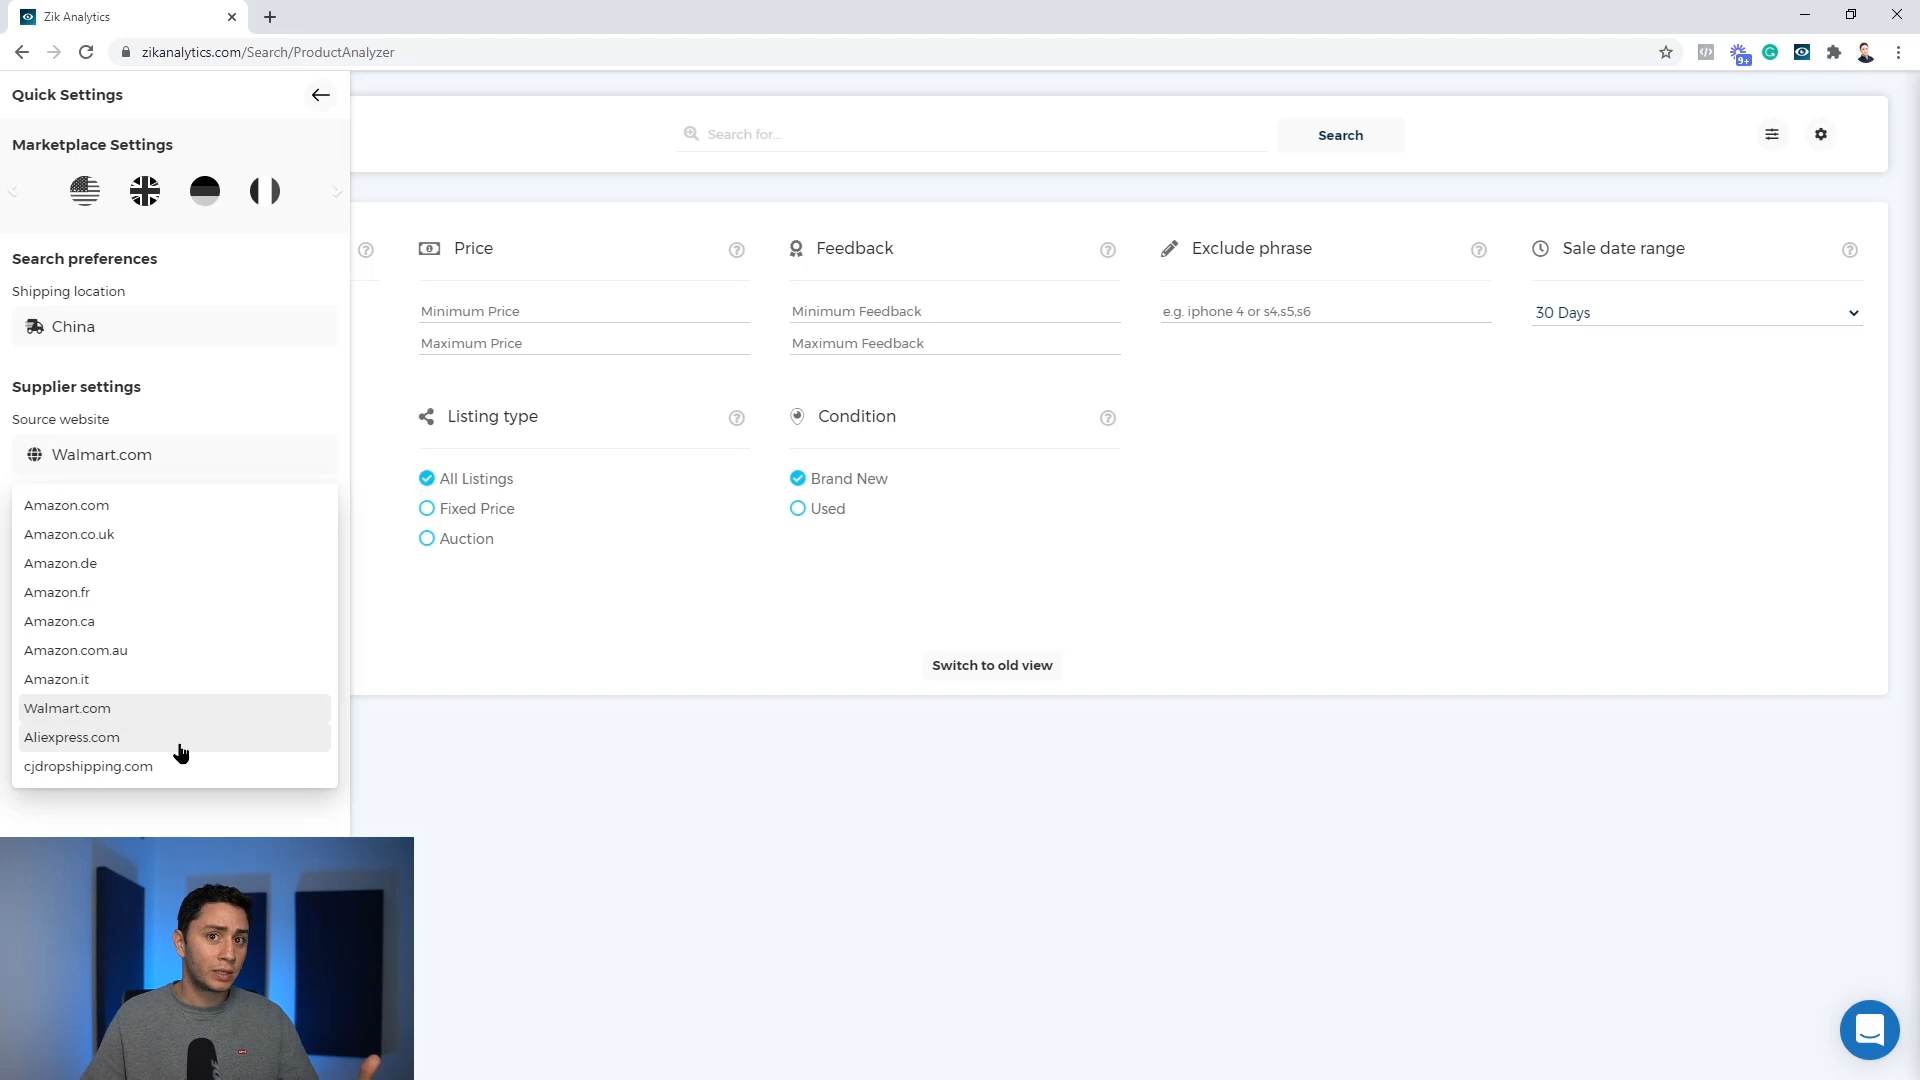 Zik Analytics
zikanalytics.com/Search/ProductAnalyzer
9+
Quick Settings
Marketplace Settings
Search preferences
Shipping location
China
Supplier settings
Source website
Walmart.com
Amazon.com
Amazon.co.uk
Amazon.de
Amazon.fr
Amazon.ca
Amazon.com.au
Amazon.it
Walmart.com
Aliexpress.com
cjdropshipping.com
Search for...
Search
Price
Minimum Price
Maximum Price
Feedback
Minimum Feedback
Maximum Feedback
Exclude phrase
e.g. iphone 4 or s4,s5,s6
Sale date range
30 Days
Listing type
All Listings
Fixed Price
Auction
Condition
Brand New
Used
Switch to old view